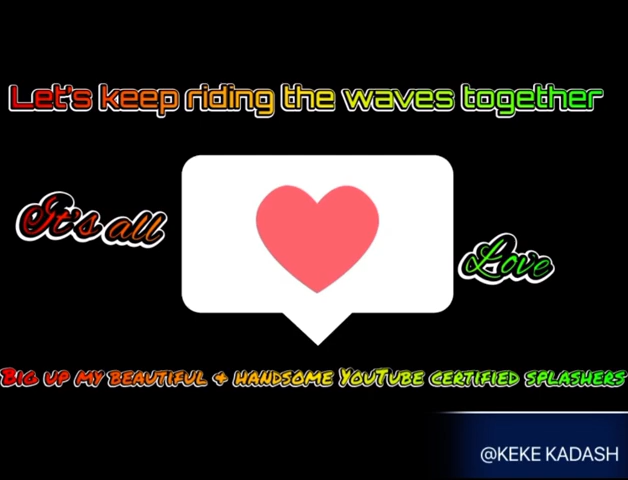 Let's keep riding the waves together
It's all
Love
Big up my beautiful & handsome YouTube certified splashers
@KEKE KADASH